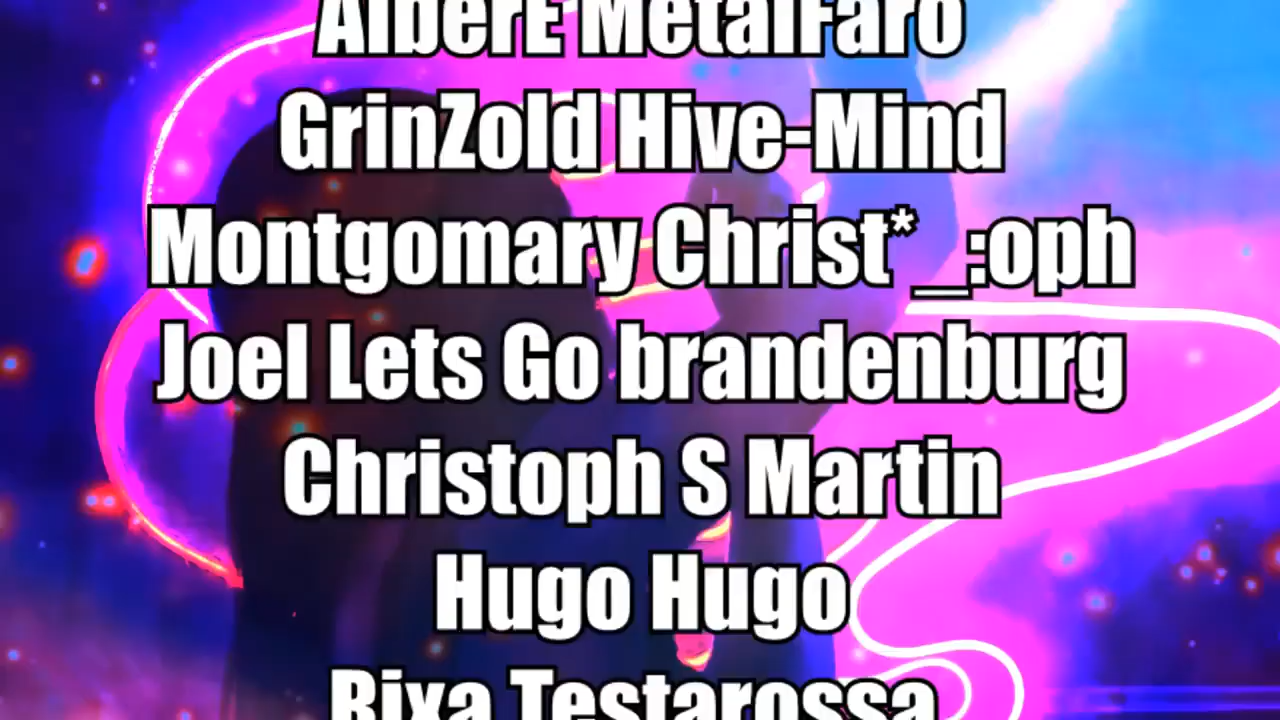 AlberE MetalFaro
GrinZold Hive-Mind
Montgomary Christ* _:oph
Joel Lets Go brandenburg
Christoph S Martin
Hugo Hugo
Rixa Testarossa